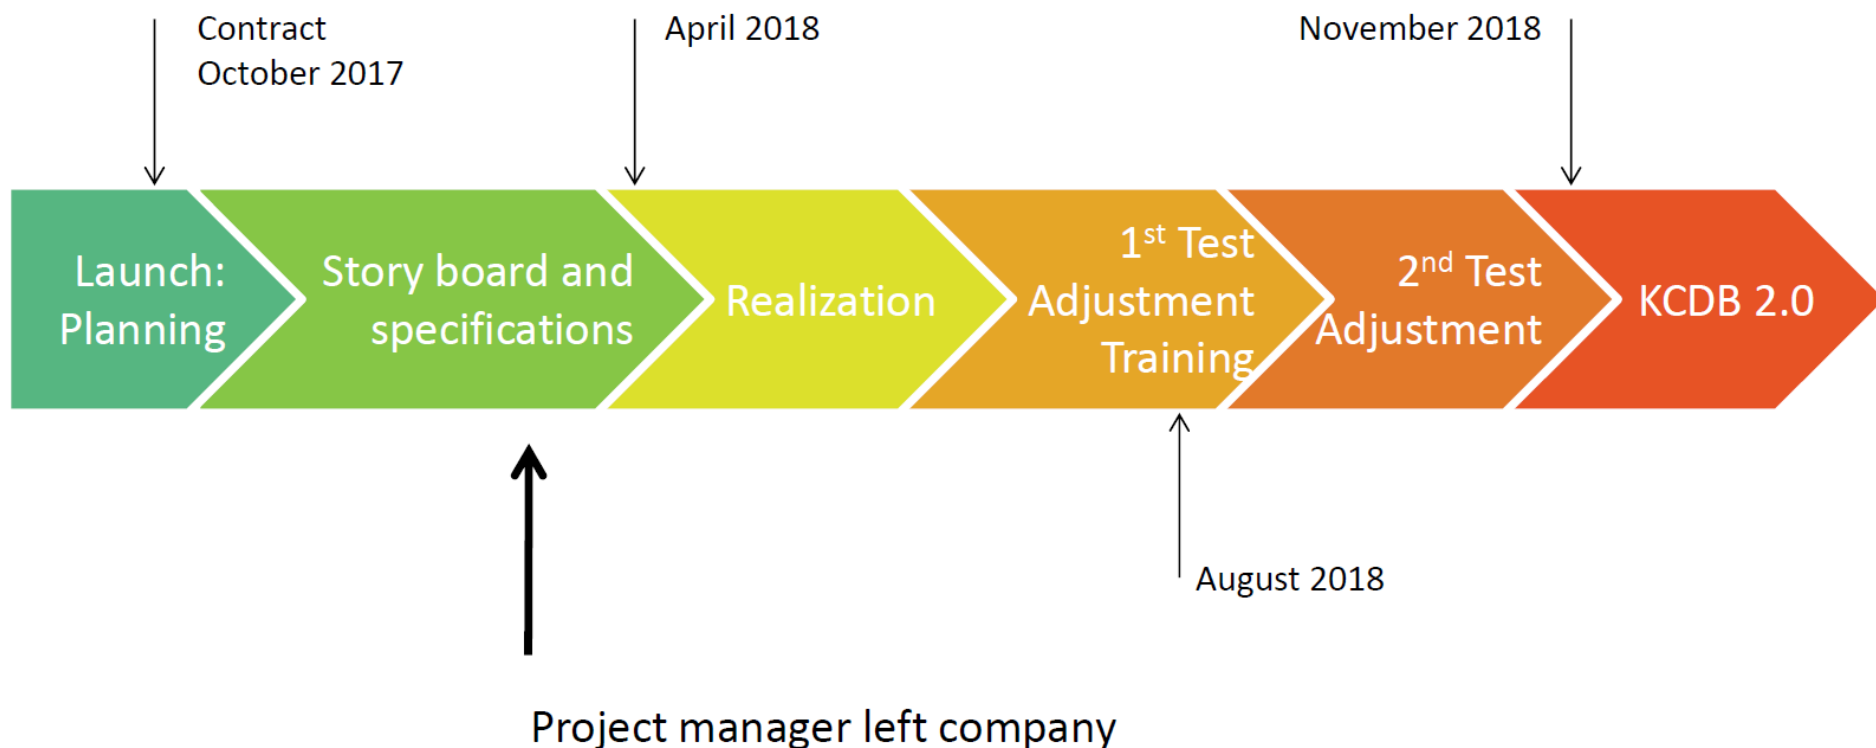 Contract
October 2017
April 2018
November 2018
Launch:
Planning
Story board and
specifications
Realization
1st Test
Adjustment
Training
2nd Test
Adjustment
KCDB 2.0
August 2018
Project manager left company